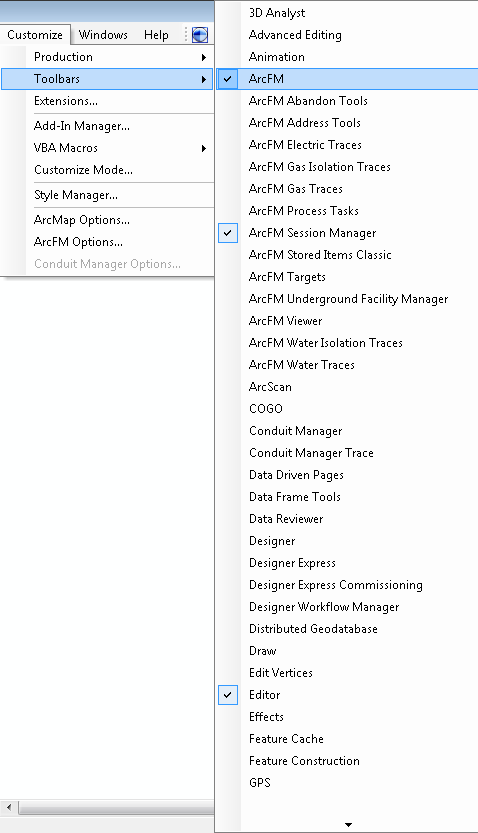 Customize Windows Help
Production
Toolbars
Extensions...
Add-In Manager...
VBA Macros
Customize Mode...
Style Manager...
ArcMap Options...
ArcFM Options...
Conduit Manager Options...
3D Analyst
Advanced Editing
Animation
ArcFM
ArcFM Abandon Tools
ArcFM Address Tools
ArcFM Electric Traces
ArcFM Gas Isolation Traces
ArcFM Gas Traces
ArcFM Process Tasks
ArcFM Session Manager
ArcFM Stored Items Classic
ArcFM Targets
ArcFM Underground Facility Manager
ArcFM Viewer
ArcFM Water Isolation Traces
ArcFM Water Traces
ArcScan
COGO
Conduit Manager
Conduit Manager Trace
Data Driven Pages
Data Frame Tools
Data Reviewer
Designer
Designer Express
Designer Express Commissioning
Designer Workflow Manager
Distributed Geodatabase
Draw
Edit Vertices
Editor
Effects
Feature Cache
Feature Construction
GPS